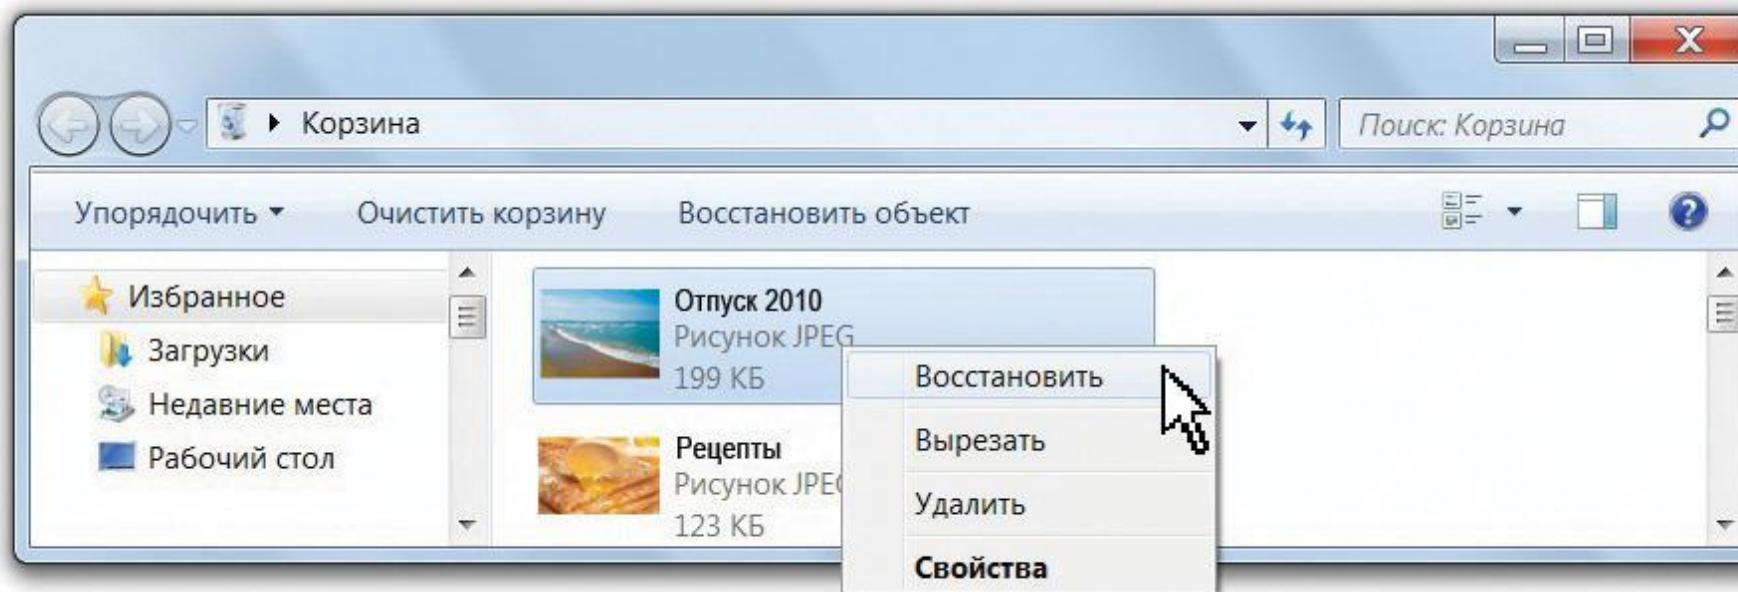 Корзина
Поиск: Корзина
Упорядочить
Очистить корзину
Восстановить объект
Избранное
Загрузки
Недавние места
Рабочий стол
Отпуск 2010
Рисунок JPEG
199 КБ
Рецепты
Рисунок JPE
123 КБ
Восстановить
Вырезать
Удалить
Свойства